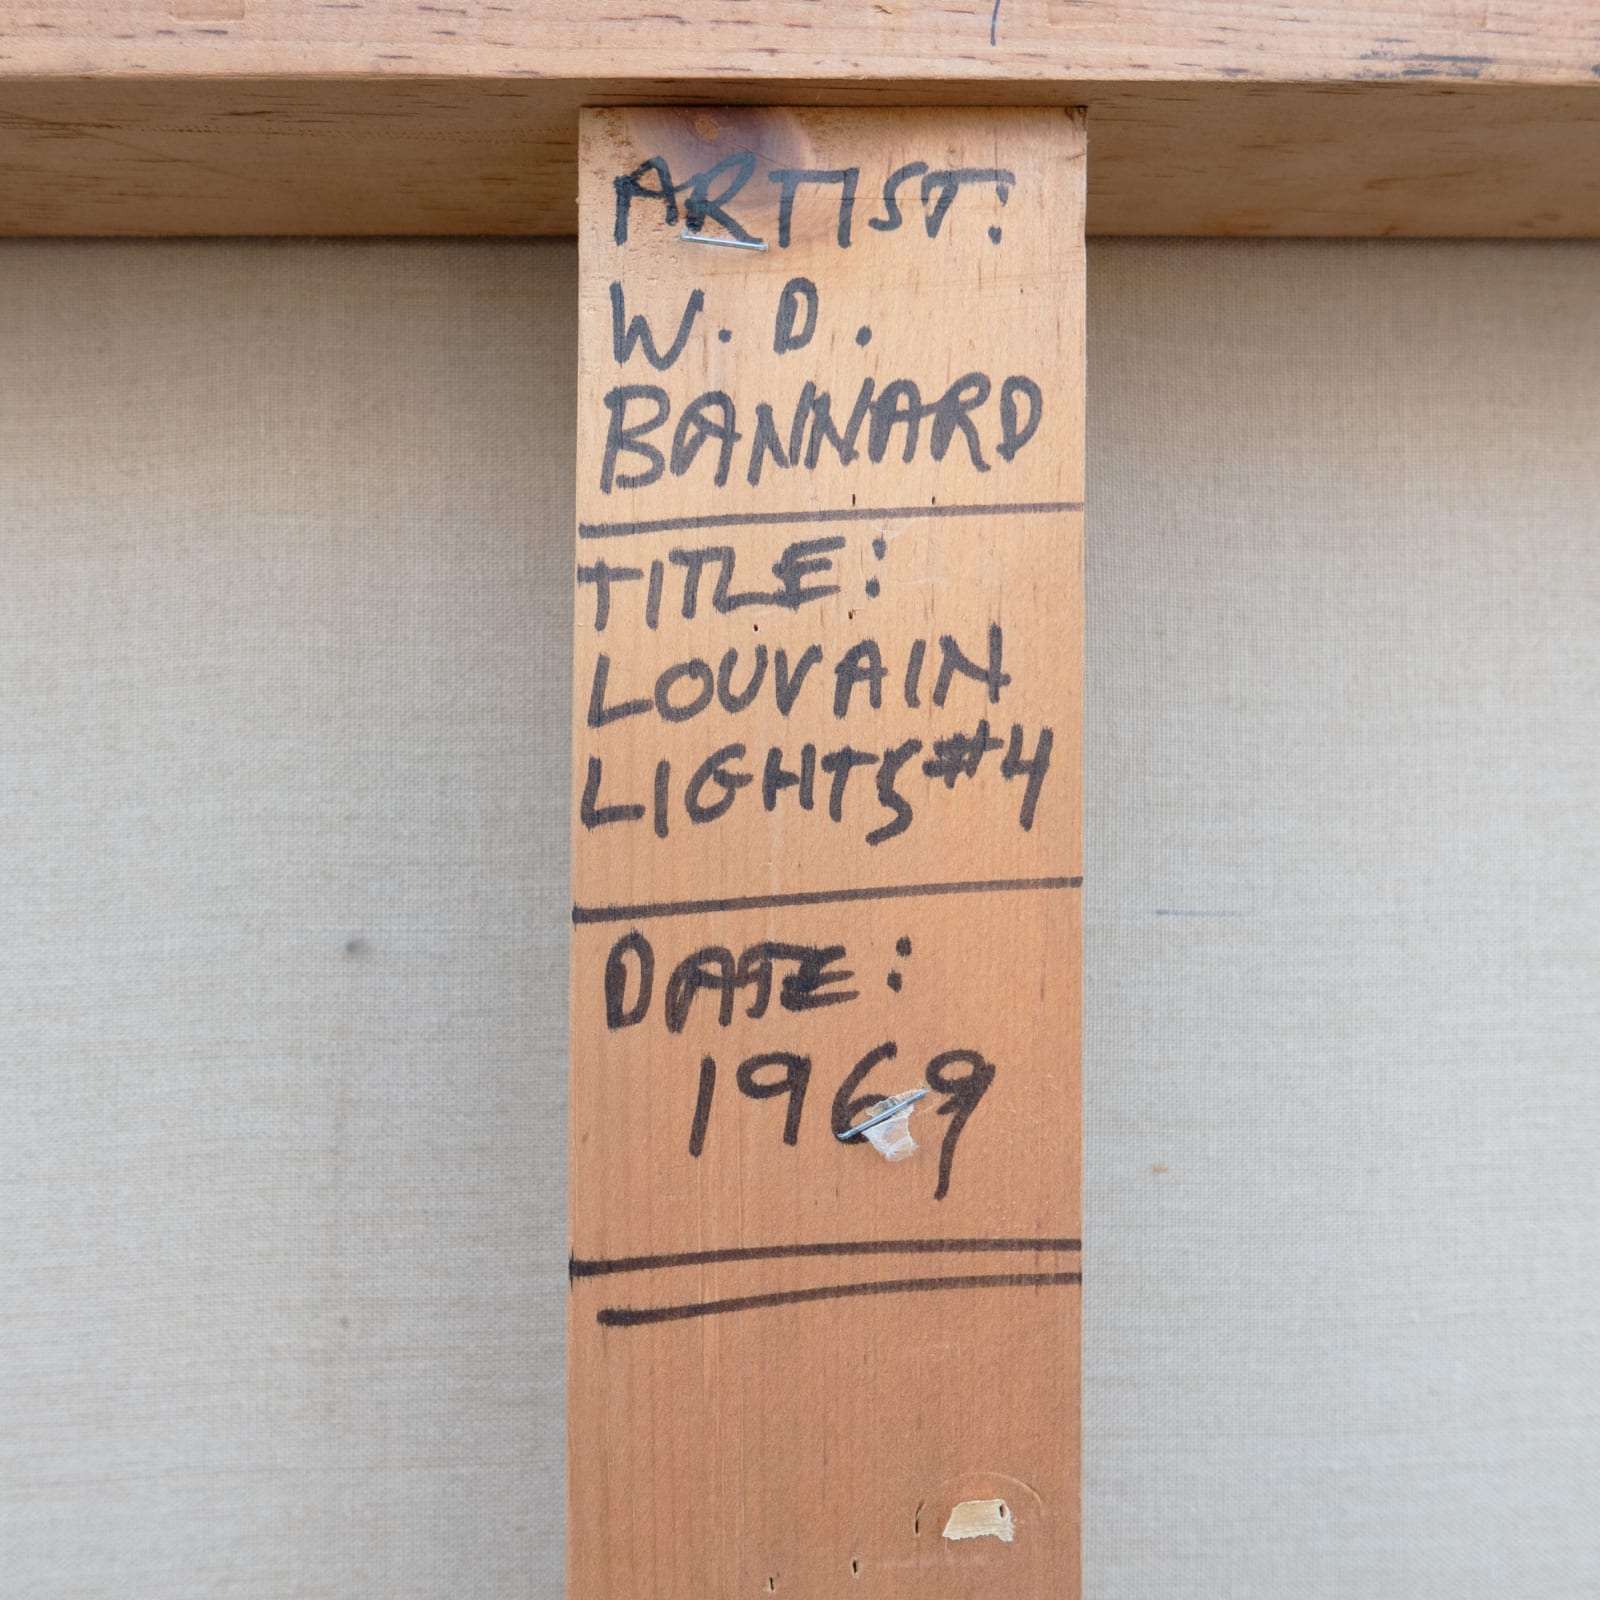 ARTIST:
W. D.
BANNARD
TITLE:
LOUVAIN
LIGHTS #4
DATE:
1969